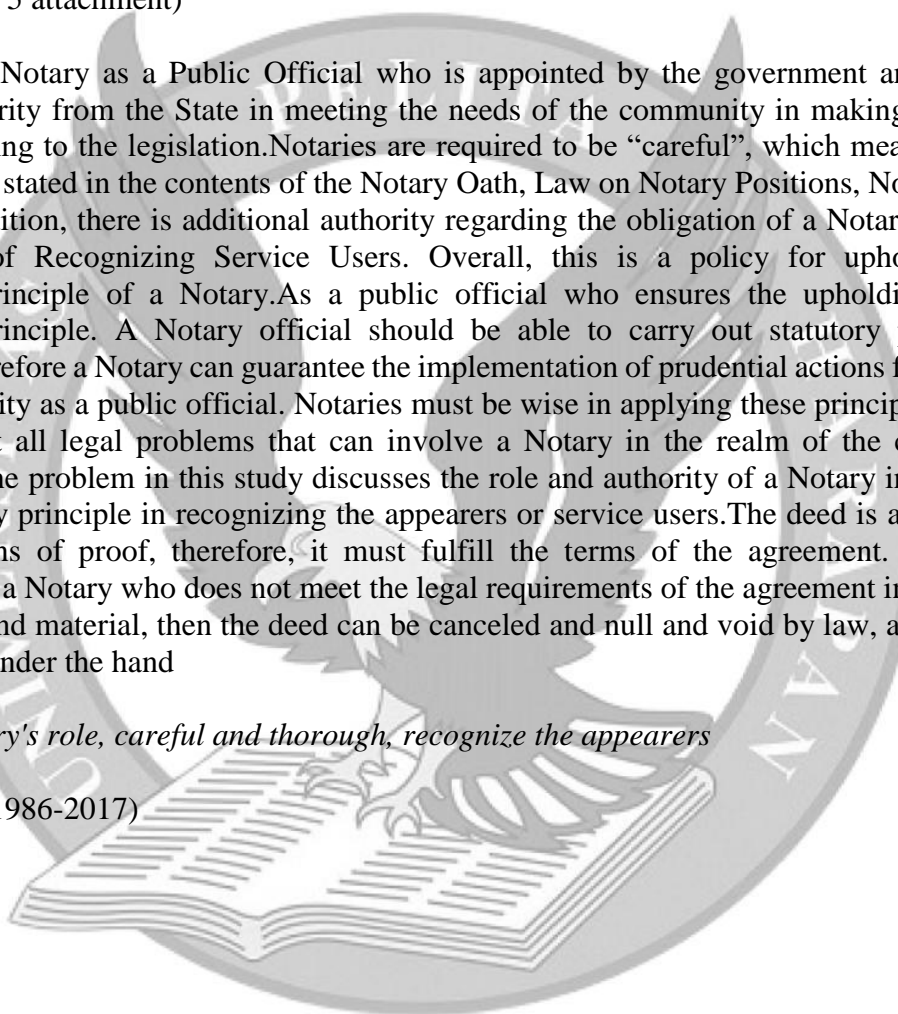 5 attachment)
Notary as a Public Official who is appointed by the government ar
rity from the State in meeting the needs of the community in making
ing to the legislation.Notaries are required to be “careful”, which mea
stated in the contents of the Notary Oath, Law on Notary Positions, No
ition, there is additional authority regarding the obligation of a Notar
of Recognizing Service Users. Overall, this is a policy for upho
rinciple of a Notary.As a public official who ensures the upholdi
rinciple. A Notary official should be able to carry out statutory
refore a Notary can guarantee the implementation of prudential actions f
ity as a public official. Notaries must be wise in applying these princip
t all legal problems that can involve a Notary in the realm of the
he problem in this study discusses the role and authority of a Notary in
y principle in recognizing the appearers or service users.The deed is a
ns of proof, therefore, it must fulfill the terms of the agreement.
a Notary who does not meet the legal requirements of the agreement in
nd material, then the deed can be canceled and null and void by law, a
nder the hand
ry's role, careful and thorough, recognize the appearers
1986-2017)
PELITA
HARAPAN